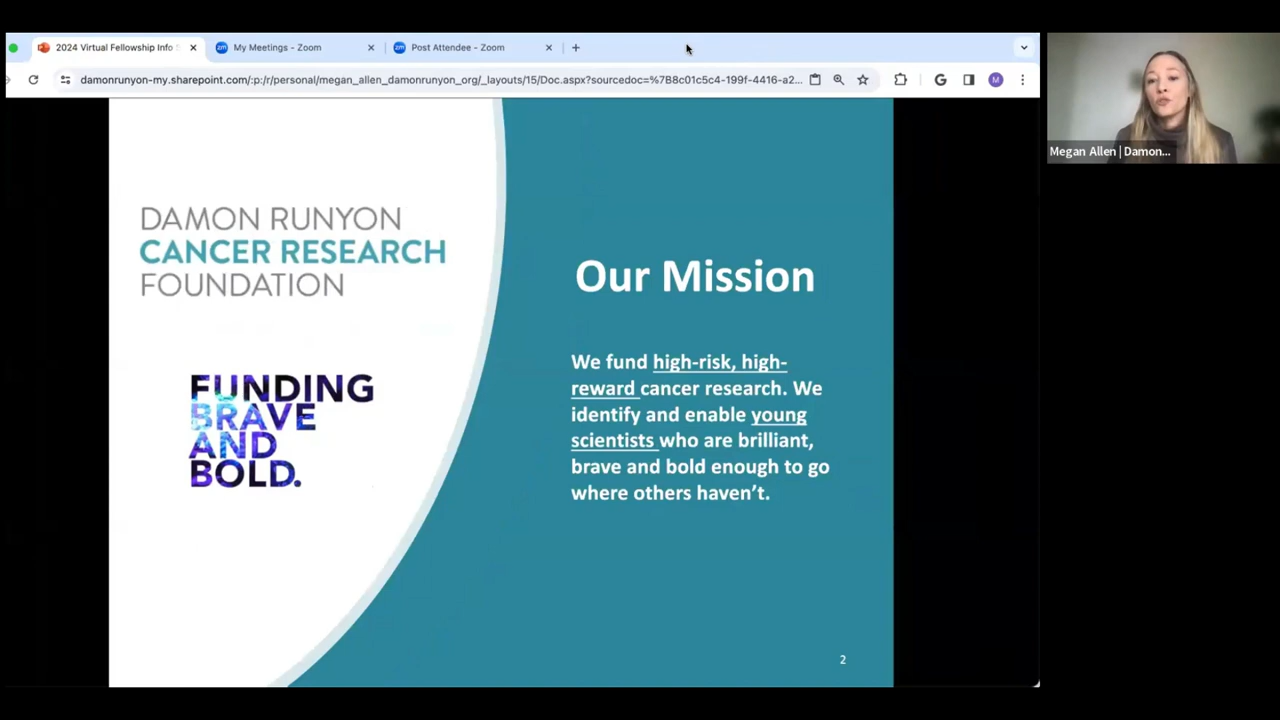 2024 Virtual Fellowship Info
My Meetings - Zoom
Post Attendee - Zoom
damonrunyon-my.sharepoint.com/:p:/r/personal/megan_allen_damonrunyon_org/_layouts/15/Doc.aspx?sourcedoc=%7B8c01c5c4-199f-4416-a2...
DAMON RUNYON
CANCER RESEARCH
FOUNDATION
FUNDING
BRAVE
AND
BOLD.
Our Mission
We fund high-risk, high-
reward cancer research. We
identify and enable young
scientists who are brilliant,
brave and bold enough to go
where others haven't.
2
Megan Allen | Damon...